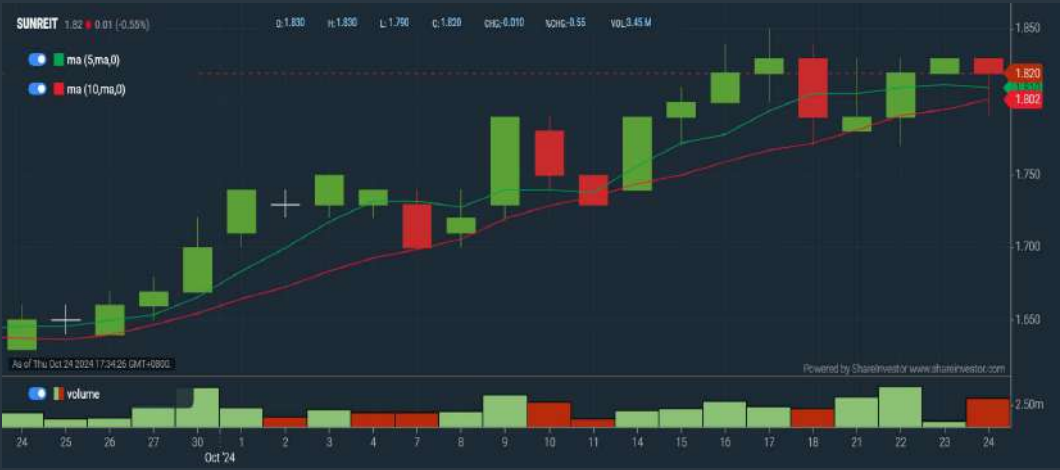 SUNREIT 1.82 0.01 (-0.55%) O:1.830 H:1.830 L:1.790 C:1.820 CHG:-0.010 %CHG:-0.55 VOL:3.45 M
ma (5,ma,0)
ma (10,ma,0)
1.850
1.820
1.802
1.750
1.700
1.650
As of Thu Oct 24 2024 17:34:26 GMT+0800.
Powered by ShareInvestor www.shareinvestor.com
volume
2.50m
24 25 26 27 30 1 2 3 4 7 8 9 10 11 14 15 16 17 18 21 22 23 24
Oct '24